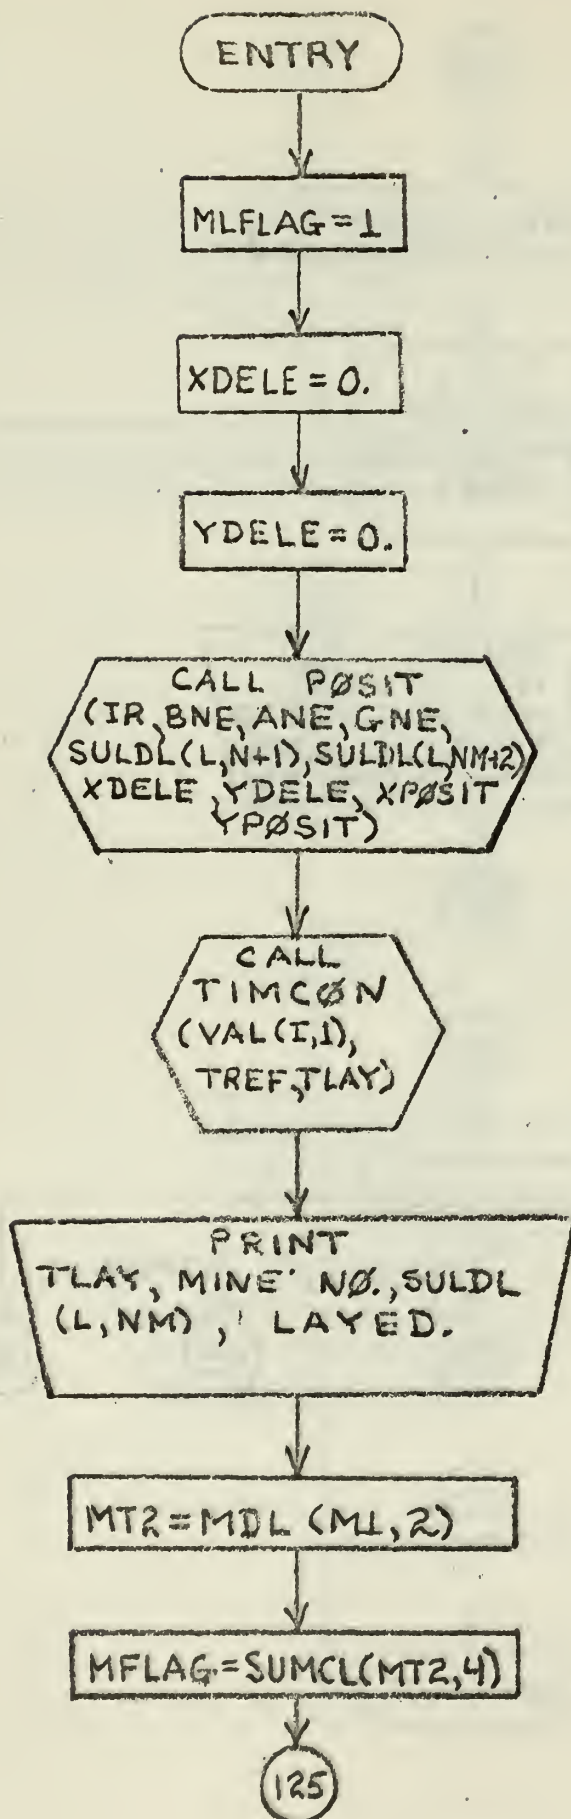 ENTRY
MLFLAG=1
XDELE=0.
YDELE=0.
CALL PØSIT
(IR,BNE,ANE,GNE,
SULDL(L,N+1),SULDL(L,NM+2)
XDELE,YDELE,XPØSIT
YPØSIT)
CALL
TIMCØN
(VAL(I,1),
TREF,TLAY)
PRINT
TLAY, MINE' NØ.,SULDL
(L,NM),' LAYED.
MT2=MDL(M1,2)
MFLAG=SUMCL(MT2,4)
125